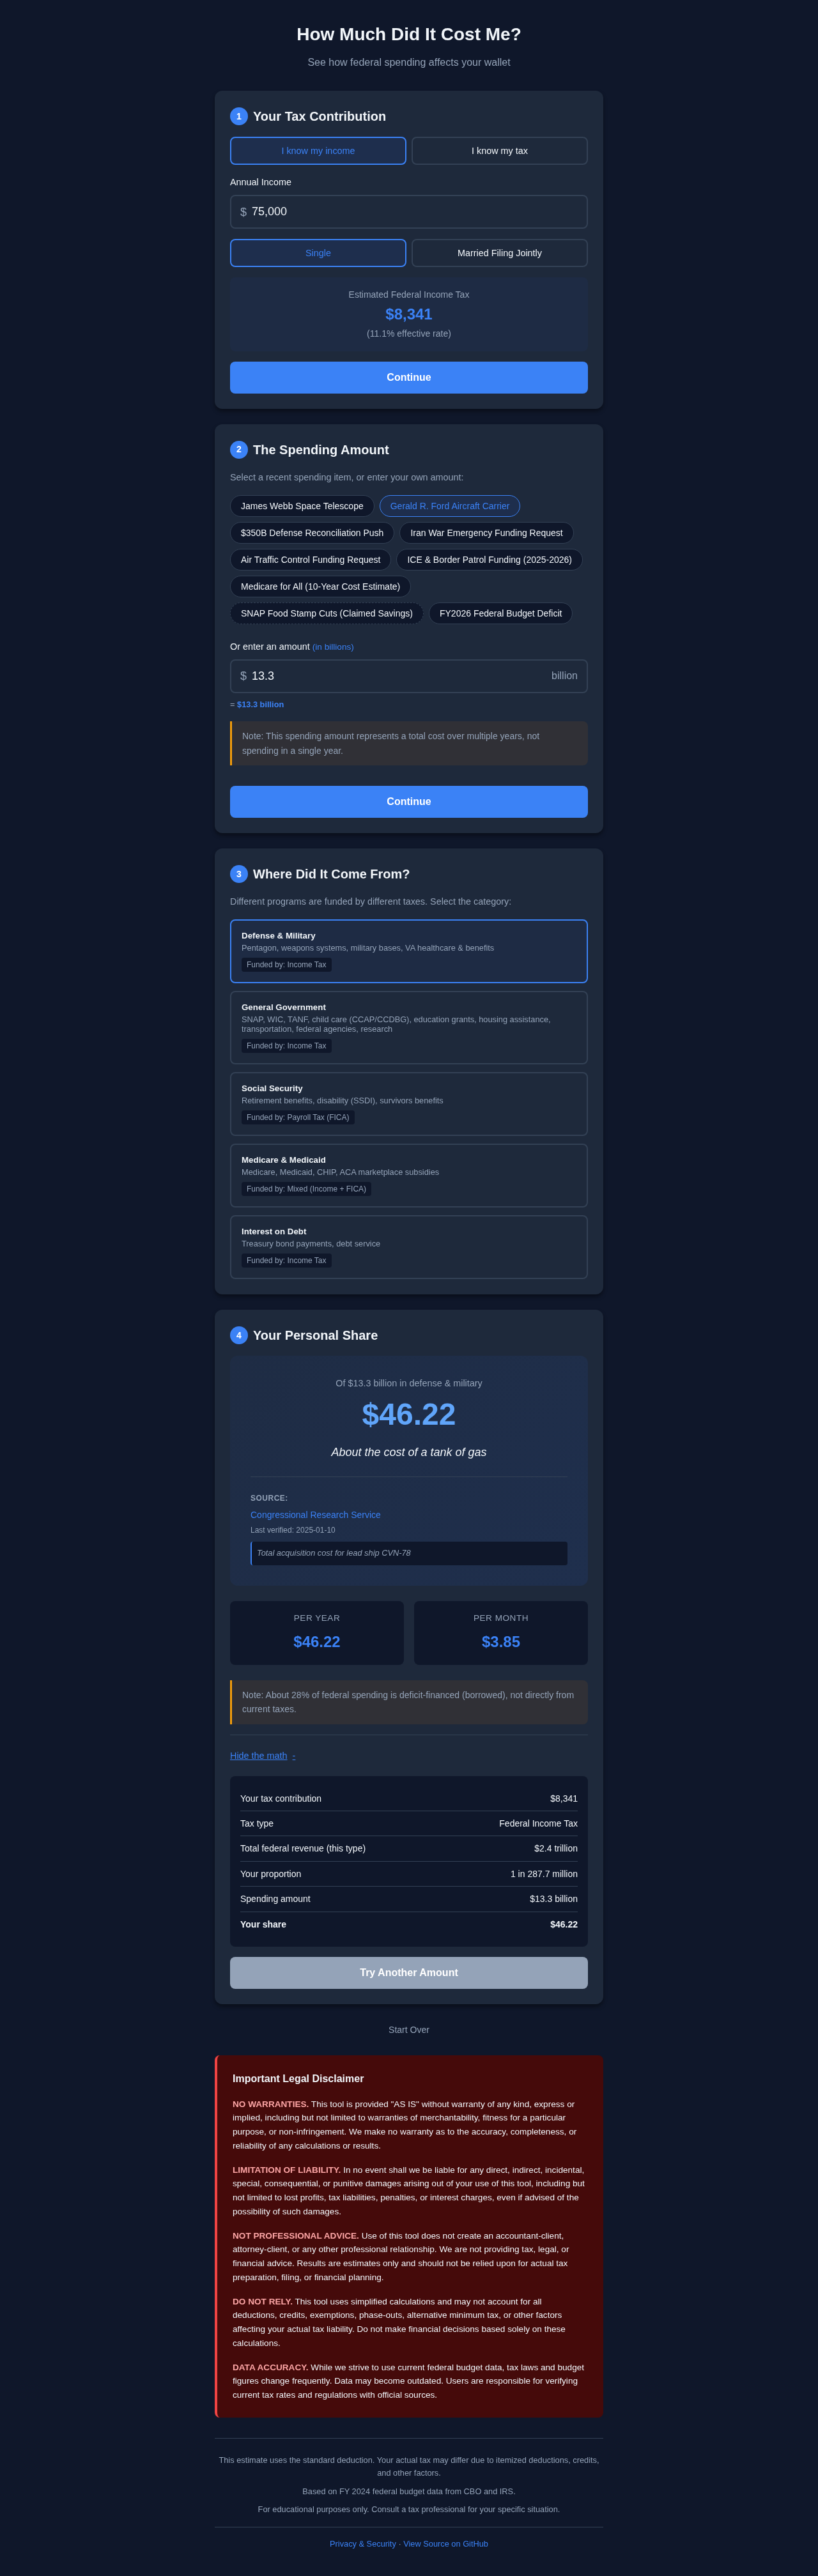 How Much Did It Cost Me?
See how federal spending affects your wallet
1 Your Tax Contribution
I know my income
I know my tax
Annual Income
$ 75,000
Single
Married Filing Jointly
Estimated Federal Income Tax
$8,341
(11.1% effective rate)
Continue
2 The Spending Amount
Select a recent spending item, or enter your own amount:
James Webb Space Telescope
Gerald R. Ford Aircraft Carrier
$350B Defense Reconciliation Push
Iran War Emergency Funding Request
Air Traffic Control Funding Request
ICE & Border Patrol Funding (2025-2026)
Medicare for All (10-Year Cost Estimate)
SNAP Food Stamp Cuts (Claimed Savings)
FY2026 Federal Budget Deficit
Or enter an amount (in billions)
$ 13.3 billion
= $13.3 billion
Note: This spending amount represents a total cost over multiple years, not
spending in a single year.
Continue
3 Where Did It Come From?
Different programs are funded by different taxes. Select the category:
Defense & Military
Pentagon, weapons systems, military bases, VA healthcare & benefits
Funded by: Income Tax
General Government
SNAP, WIC, TANF, child care (CCAP/CCDBG), education grants, housing assistance,
transportation, federal agencies, research
Funded by: Income Tax
Social Security
Retirement benefits, disability (SSDI), survivors benefits
Funded by: Payroll Tax (FICA)
Medicare & Medicaid
Medicare, Medicaid, CHIP, ACA marketplace subsidies
Funded by: Mixed (Income + FICA)
Interest on Debt
Treasury bond payments, debt service
Funded by: Income Tax
4 Your Personal Share
Of $13.3 billion in defense & military
$46.22
About the cost of a tank of gas
SOURCE:
Congressional Research Service
Last verified: 2025-01-10
Total acquisition cost for lead ship CVN-78
PER YEAR
$46.22
PER MONTH
$3.85
Note: About 28% of federal spending is deficit-financed (borrowed), not directly from
current taxes.
Hide the math -
Your tax contribution $8,341
Tax type Federal Income Tax
Total federal revenue (this type) $2.4 trillion
Your proportion 1 in 287.7 million
Spending amount $13.3 billion
Your share $46.22
Try Another Amount
Start Over
Important Legal Disclaimer
NO WARRANTIES. This tool is provided "AS IS" without warranty of any kind, express or
implied, including but not limited to warranties of merchantability, fitness for a particular
purpose, or non-infringement. We make no warranty as to the accuracy, completeness, or
reliability of any calculations or results.
LIMITATION OF LIABILITY. In no event shall we be liable for any direct, indirect, incidental,
special, consequential, or punitive damages arising out of your use of this tool, including but
not limited to lost profits, tax liabilities, penalties, or interest charges, even if advised of the
possibility of such damages.
NOT PROFESSIONAL ADVICE. Use of this tool does not create an accountant-client,
attorney-client, or any other professional relationship. We are not providing tax, legal, or
financial advice. Results are estimates only and should not be relied upon for actual tax
preparation, filing, or financial planning.
DO NOT RELY. This tool uses simplified calculations and may not account for all
deductions, credits, exemptions, phase-outs, alternative minimum tax, or other factors
affecting your actual tax liability. Do not make financial decisions based solely on these
calculations.
DATA ACCURACY. While we strive to use current federal budget data, tax laws and budget
figures change frequently. Data may become outdated. Users are responsible for verifying
current tax rates and regulations with official sources.
This estimate uses the standard deduction. Your actual tax may differ due to itemized deductions, credits,
and other factors.
Based on FY 2024 federal budget data from CBO and IRS.
For educational purposes only. Consult a tax professional for your specific situation.
Privacy & Security - View Source on GitHub